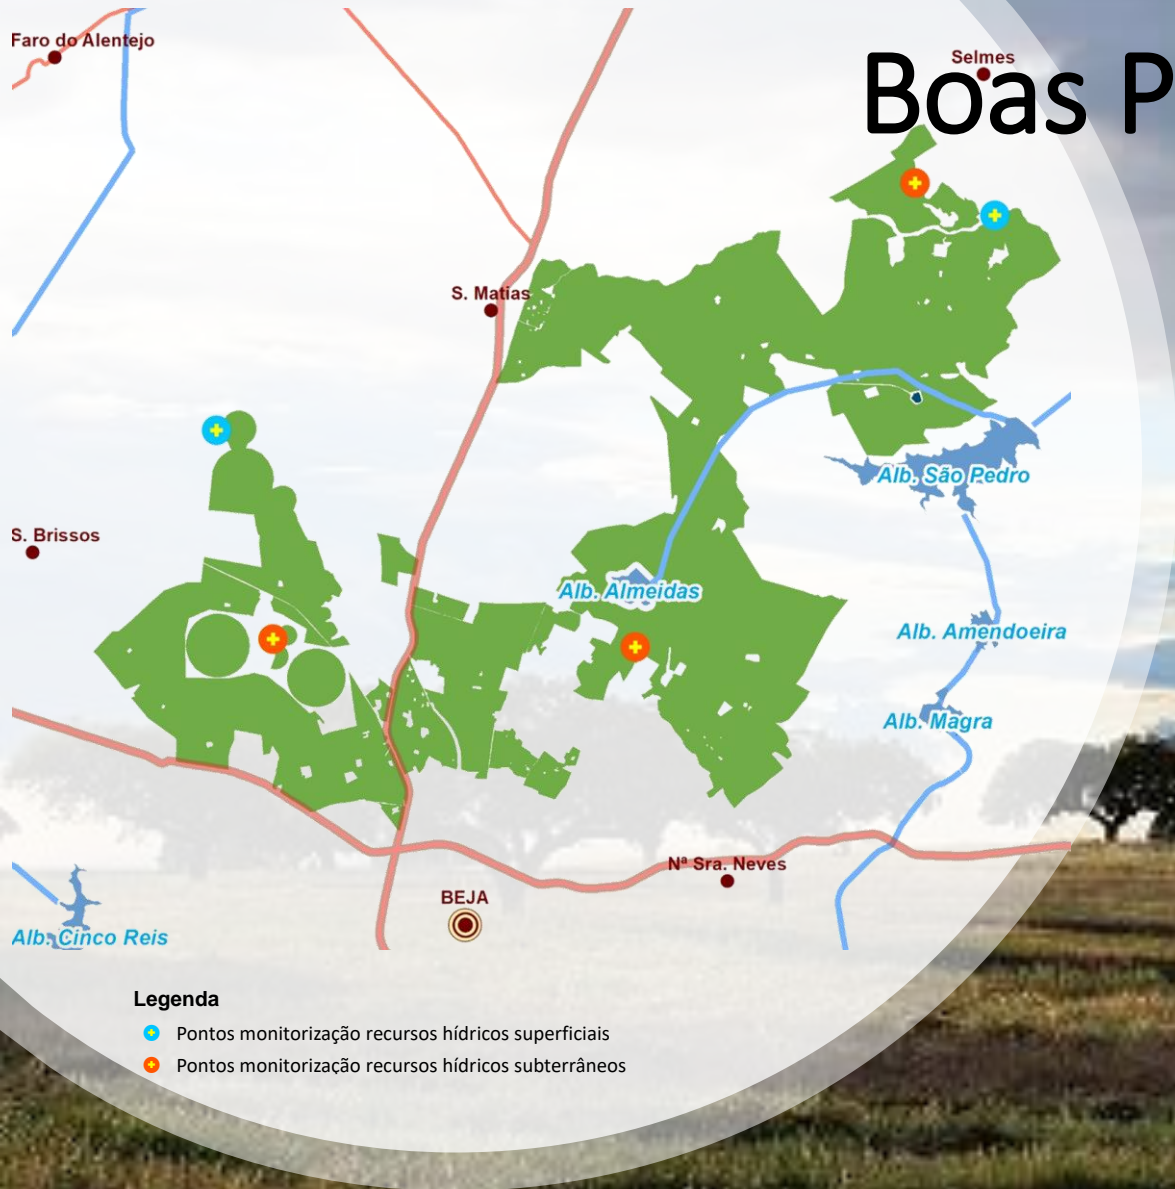 Faro do Alentejo
Selmes
Boas P
S. Matias
Alb. São Pedro
S. Brissos
Alb. Almeidas
Alb. Amendoeira
Alb. Magra
Nª Sra. Neves
BEJA
Alb. Cinco Reis
Legenda
Pontos monitorização recursos hídricos superficiais
Pontos monitorização recursos hídricos subterrâneos